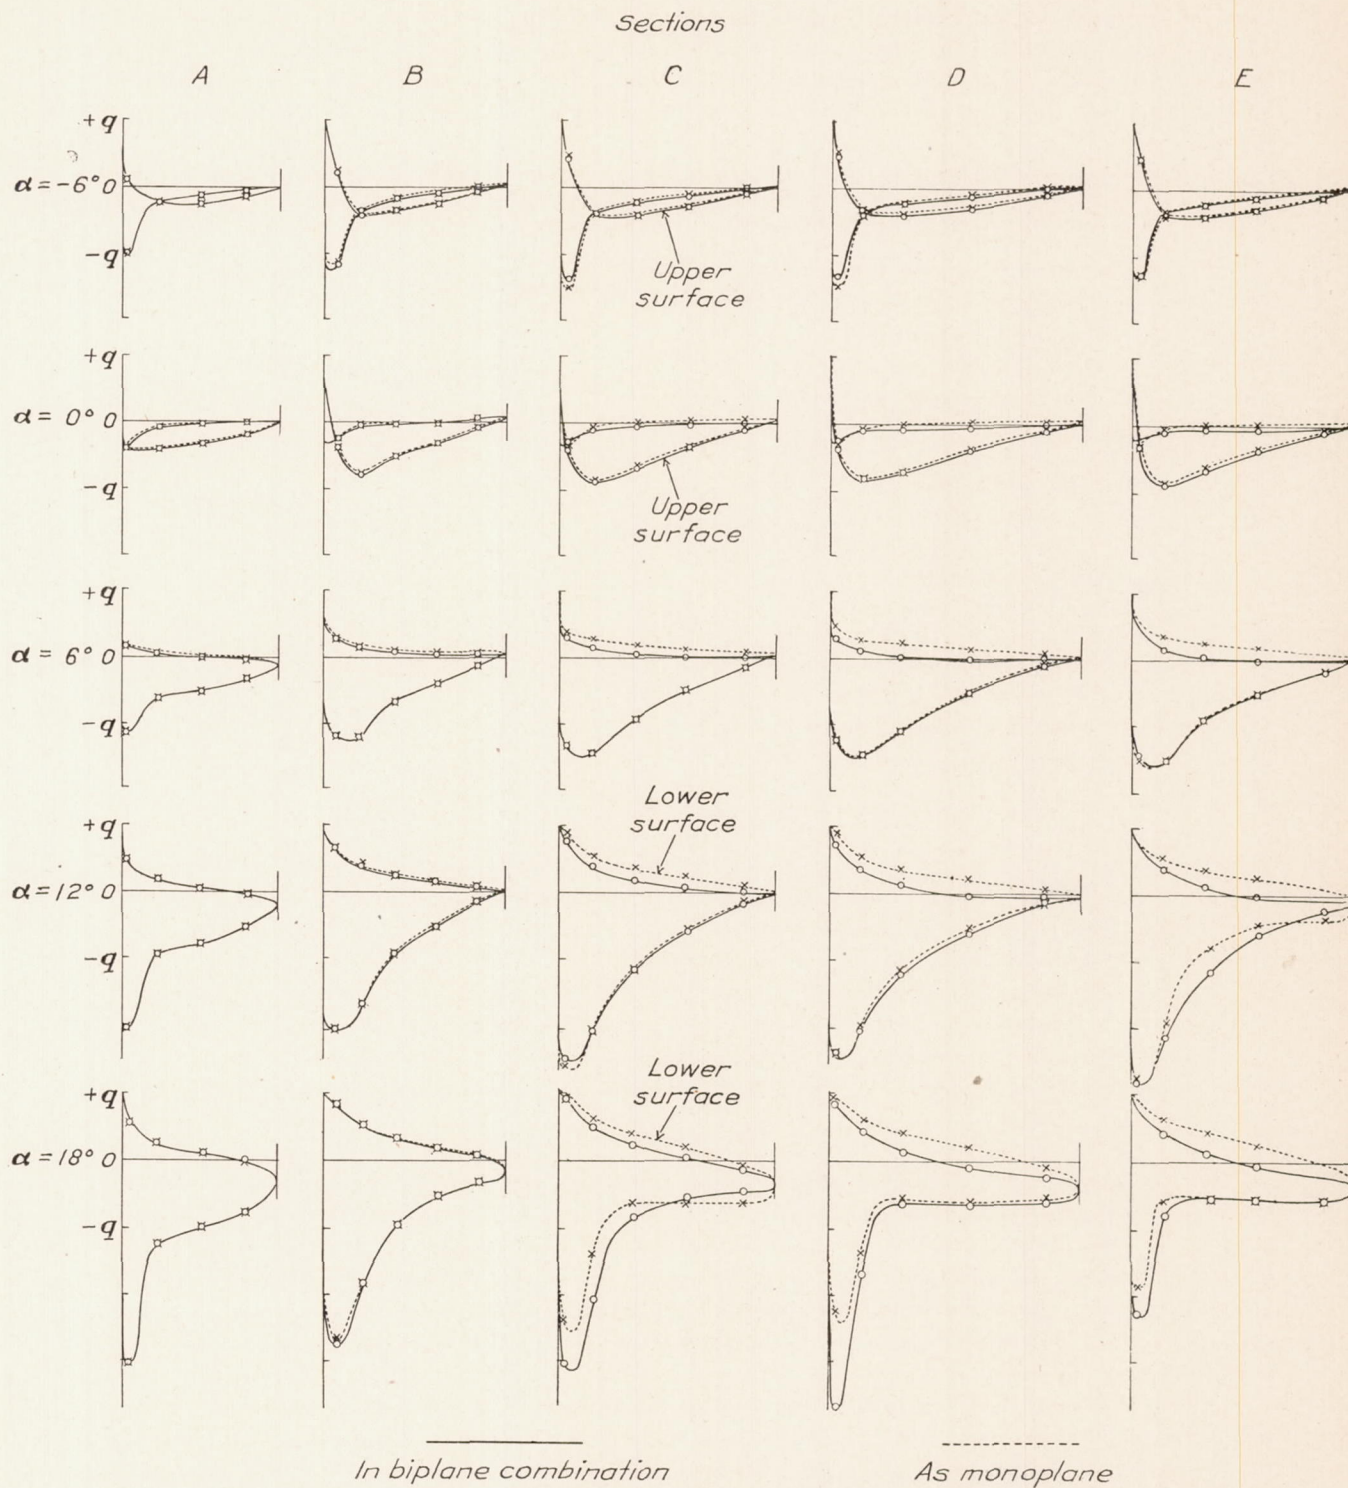 Sections
A B C D E
+q
α = -6° 0
-q
Upper
surface
+q
α = 0° 0
-q
Upper
surface
+q
α = 6° 0
-q
Lower
surface
+q
α = 12° 0
-q
Lower
surface
+q
α = 18° 0
-q
In biplane combination
As monoplane